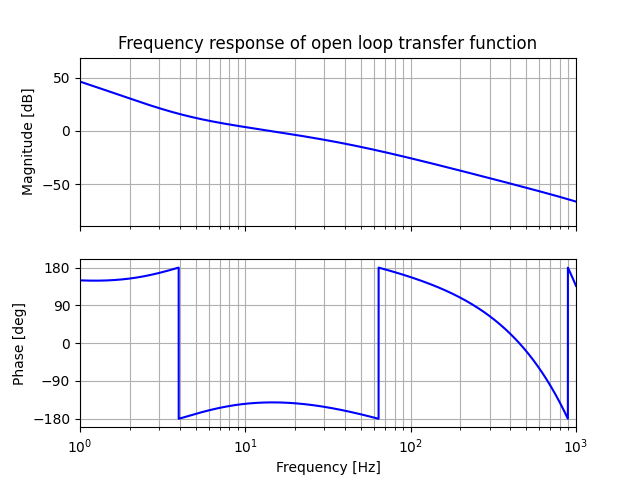 Frequency response of open loop transfer function
50
0
−50
Magnitude [dB]
180
90
0
−90
−180
Phase [deg]
10⁰ 10¹ 10² 10³
Frequency [Hz]